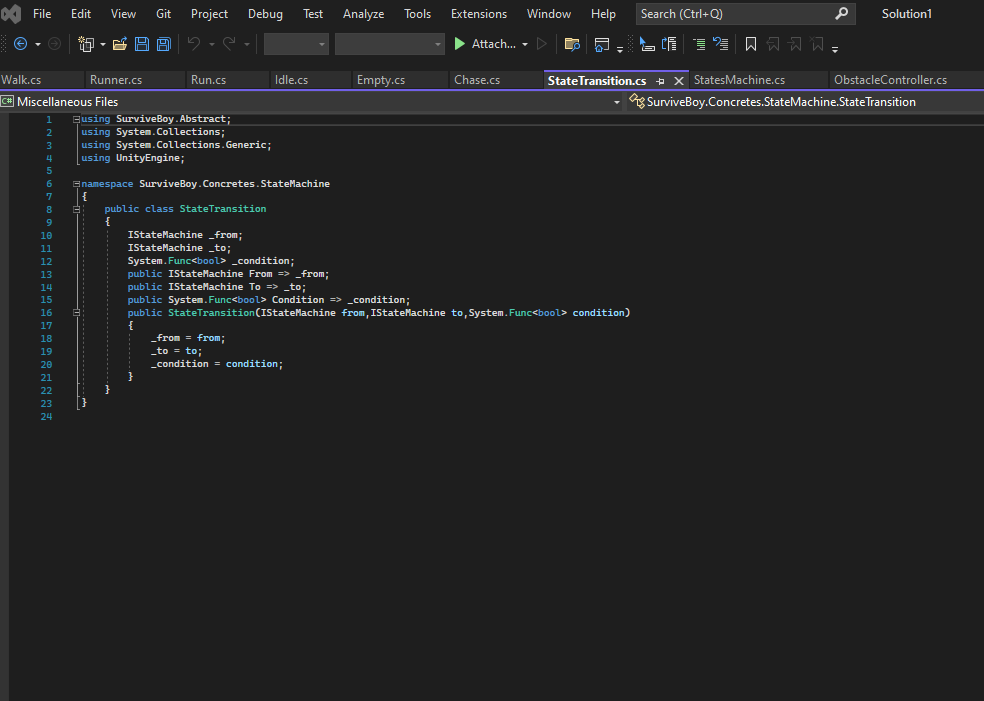 File Edit View Git Project Debug Test Analyze Tools Extensions Window Help Search (Ctrl+Q) Solution1
Attach...
Walk.cs Runner.cs Run.cs Idle.cs Empty.cs Chase.cs StateTransition.cs StatesMachine.cs ObstacleController.cs
C# Miscellaneous Files SurviveBoy.Concretes.StateMachine.StateTransition
1 using SurviveBoy.Abstract;
2 using System.Collections;
3 using System.Collections.Generic;
4 using UnityEngine;
5
6 namespace SurviveBoy.Concretes.StateMachine
7 {
8 public class StateTransition
9 {
10 IStateMachine _from;
11 IStateMachine _to;
12 System.Func<bool> _condition;
13 public IStateMachine From => _from;
14 public IStateMachine To => _to;
15 public System.Func<bool> Condition => _condition;
16 public StateTransition(IStateMachine from,IStateMachine to,System.Func<bool> condition)
17 {
18 _from = from;
19 _to = to;
20 _condition = condition;
21 }
22 }
23 }
24